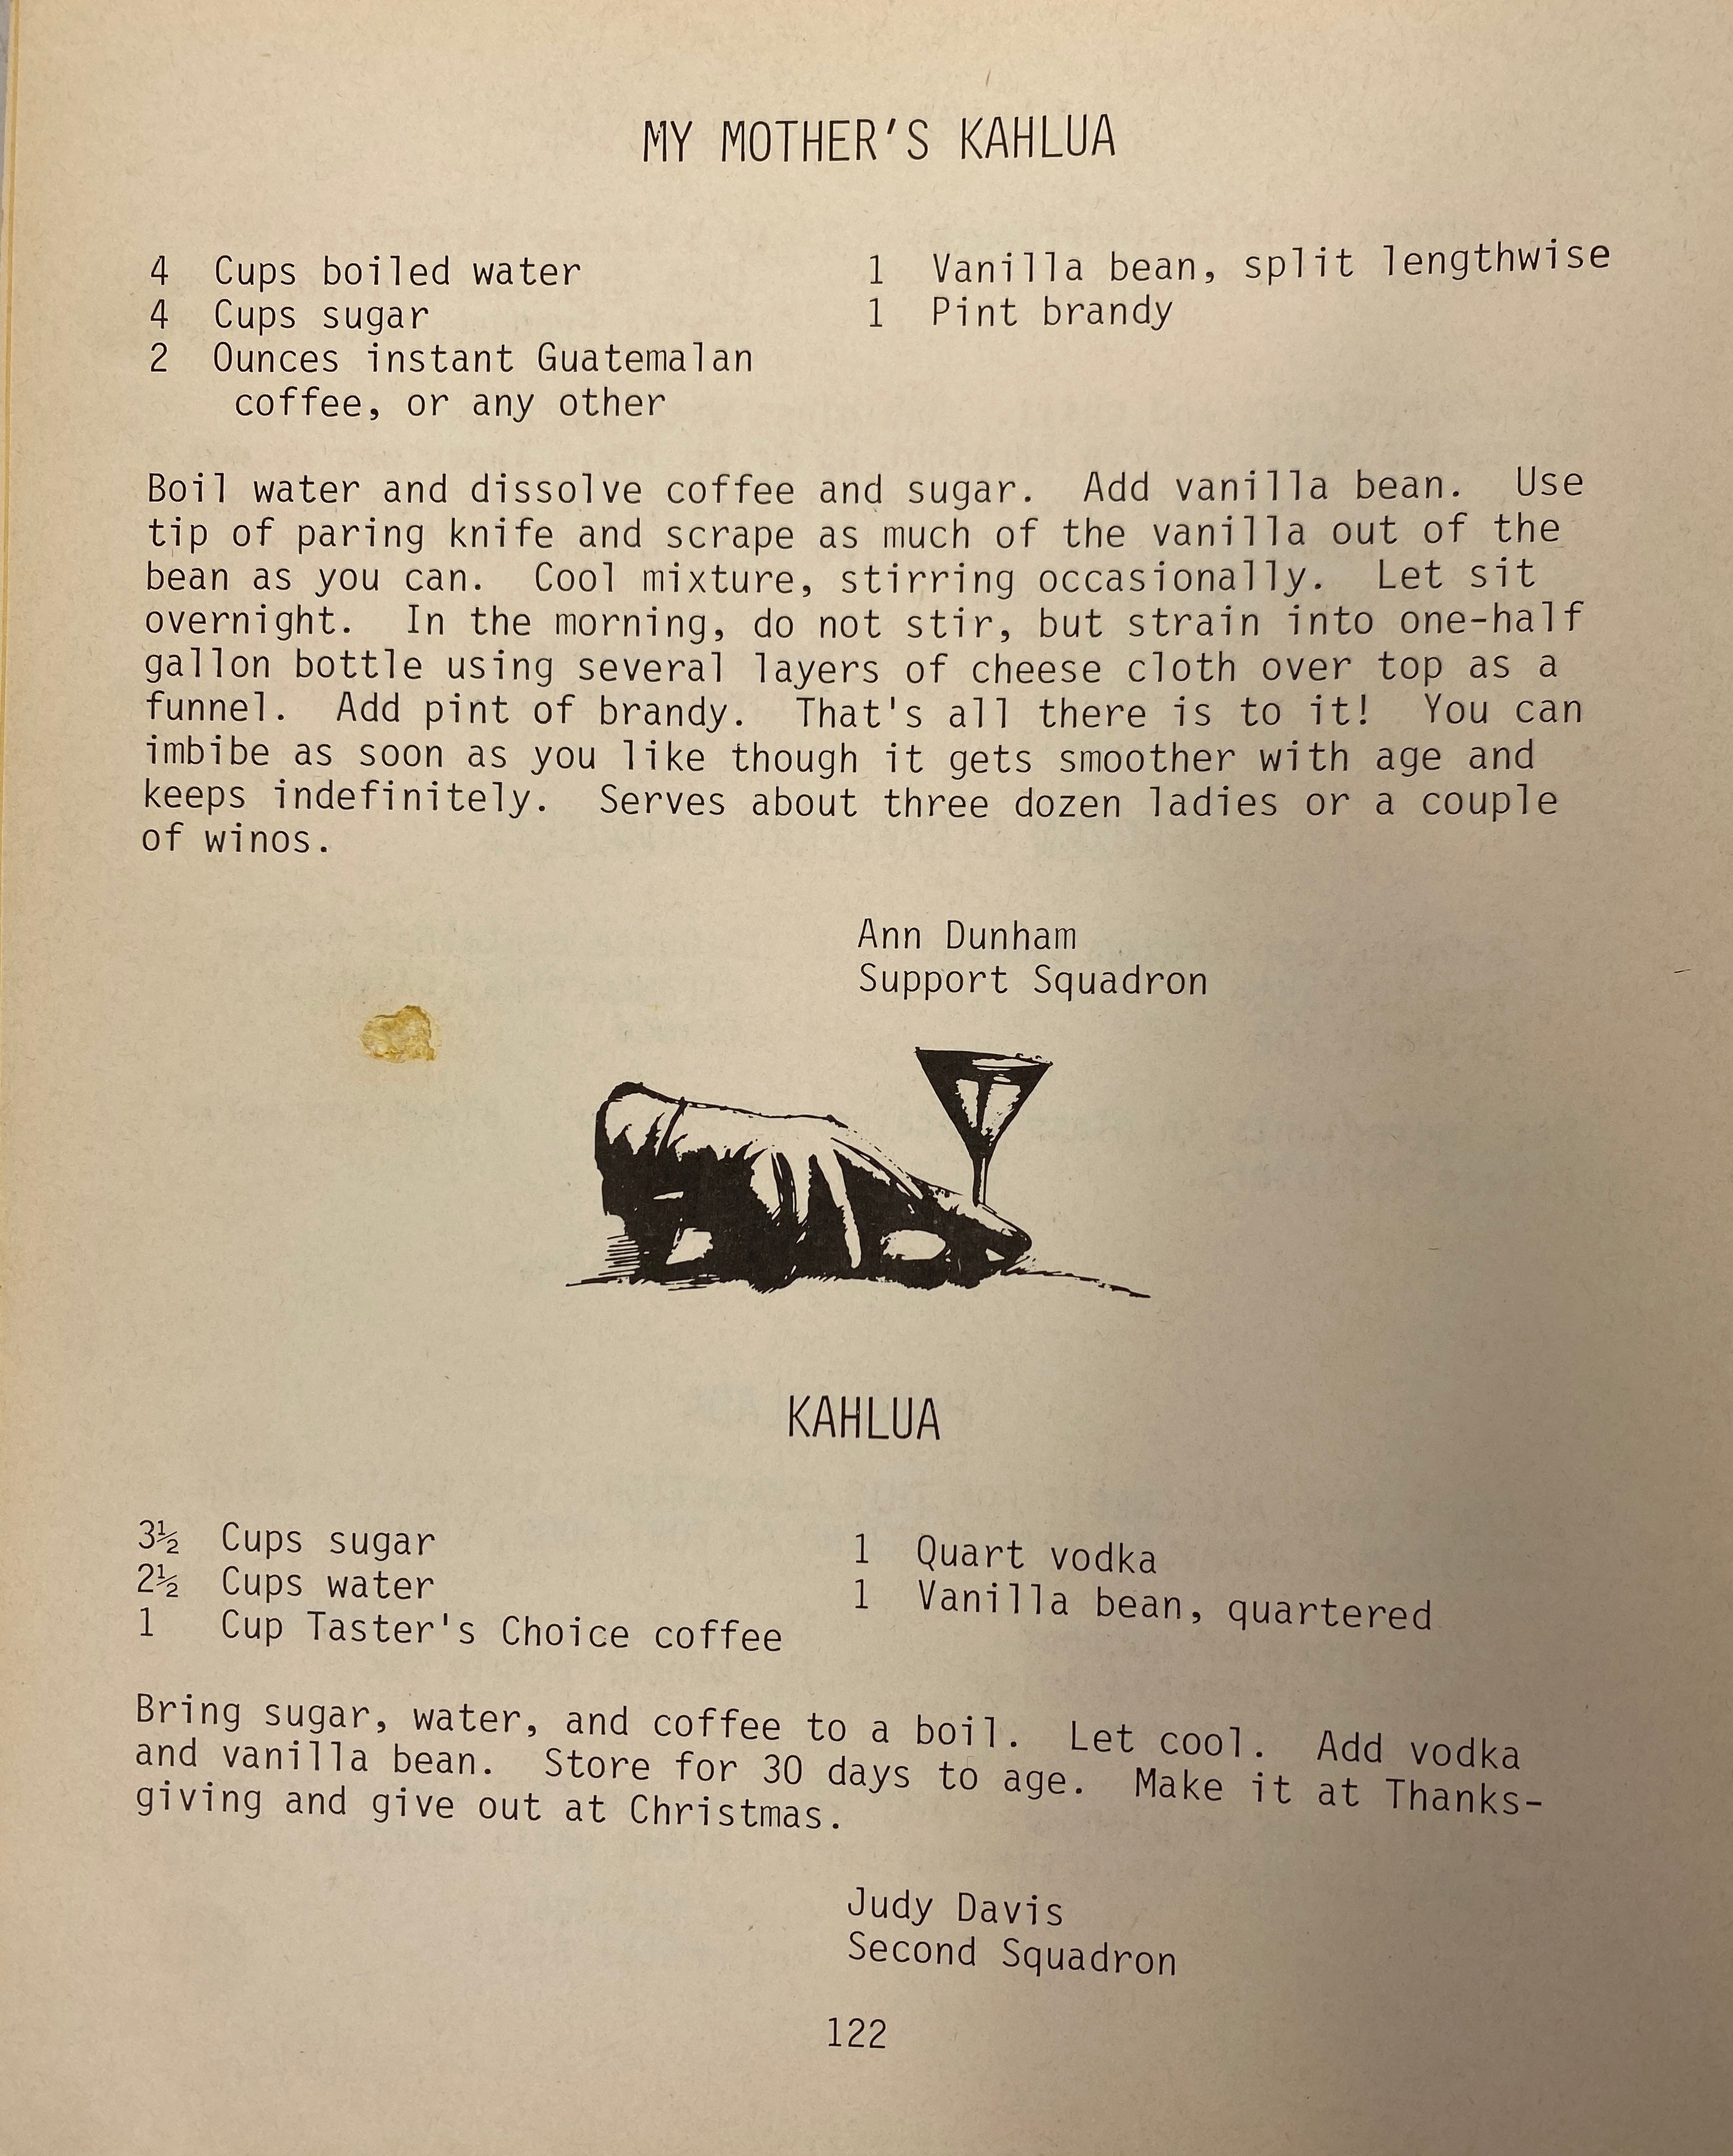 MY MOTHER'S KAHLUA
4 Cups boiled water
4 Cups sugar
2 Ounces instant Guatemalan
coffee, or any other
1 Vanilla bean, split lengthwise
1 Pint brandy
Boil water and dissolve coffee and sugar. Add vanilla bean. Use
tip of paring knife and scrape as much of the vanilla out of the
bean as you can. Cool mixture, stirring occasionally. Let sit
overnight. In the morning, do not stir, but strain into one-half
gallon bottle using several layers of cheese cloth over top as a
funnel. Add pint of brandy. That's all there is to it! You can
imbibe as soon as you like though it gets smoother with age and
keeps indefinitely. Serves about three dozen ladies or a couple
of winos.
Ann Dunham
Support Squadron
KAHLUA
3½ Cups sugar
2½ Cups water
1 Cup Taster's Choice coffee
1 Quart vodka
1 Vanilla bean, quartered
Bring sugar, water, and coffee to a boil. Let cool. Add vodka
and vanilla bean. Store for 30 days to age. Make it at Thanks-
giving and give out at Christmas.
Judy Davis
Second Squadron
122